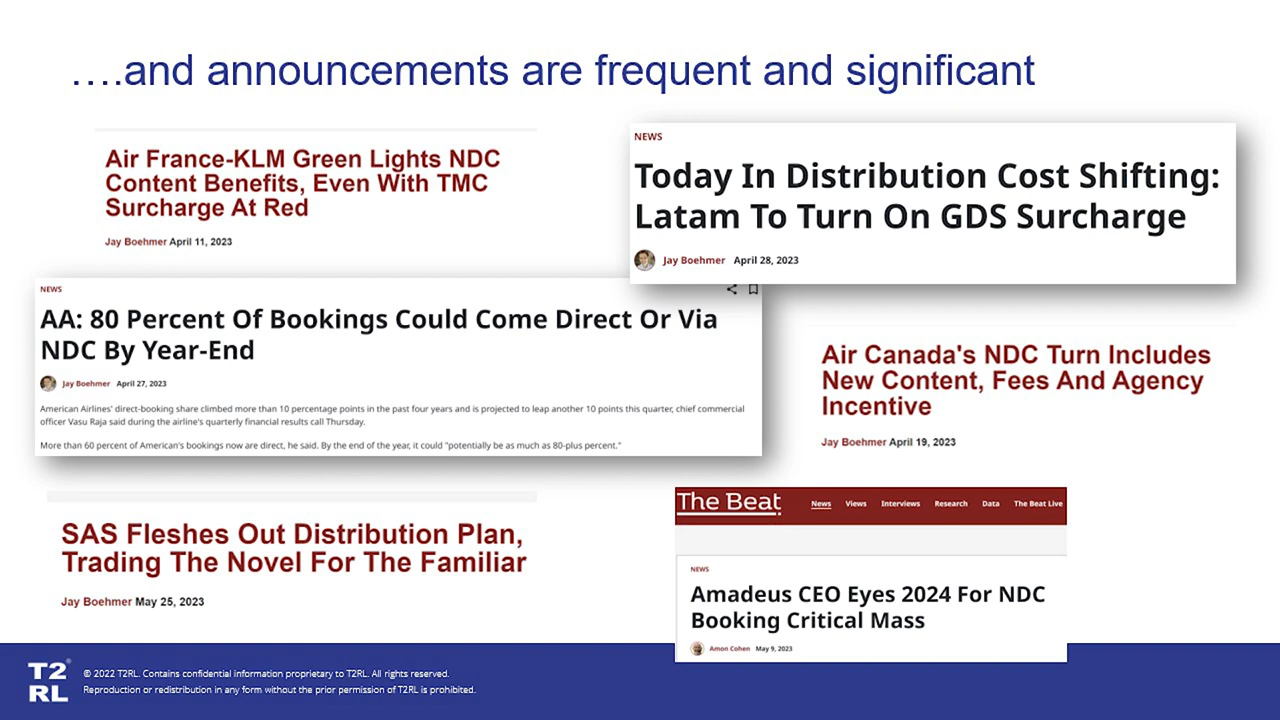 ….and announcements are frequent and significant
Air France-KLM Green Lights NDC
Content Benefits, Even With TMC
Surcharge At Red
Jay Boehmer April 11, 2023
NEWS
Today In Distribution Cost Shifting:
Latam To Turn On GDS Surcharge
Jay Boehmer April 28, 2023
NEWS
AA: 80 Percent Of Bookings Could Come Direct Or Via
NDC By Year-End
Jay Boehmer April 27, 2023
American Airlines' direct-booking share climbed more than 10 percentage points in the past four years and is projected to leap another 10 points this quarter, chief commercial
officer Vasu Raja said during the airline's quarterly financial results call Thursday.
More than 60 percent of American's bookings now are direct, he said. By the end of the year, it could "potentially be as much as 80-plus percent."
Air Canada's NDC Turn Includes
New Content, Fees And Agency
Incentive
Jay Boehmer April 19, 2023
SAS Fleshes Out Distribution Plan,
Trading The Novel For The Familiar
Jay Boehmer May 25, 2023
The Beat. News Views Interviews Research Data The Beat Live
NEWS
Amadeus CEO Eyes 2024 For NDC
Booking Critical Mass
Amon Cohen May 9, 2023
T2
RL
®
© 2022 T2RL. Contains confidential information proprietary to T2RL. All rights reserved.
Reproduction or redistribution in any form without the prior permission of T2RL is prohibited.